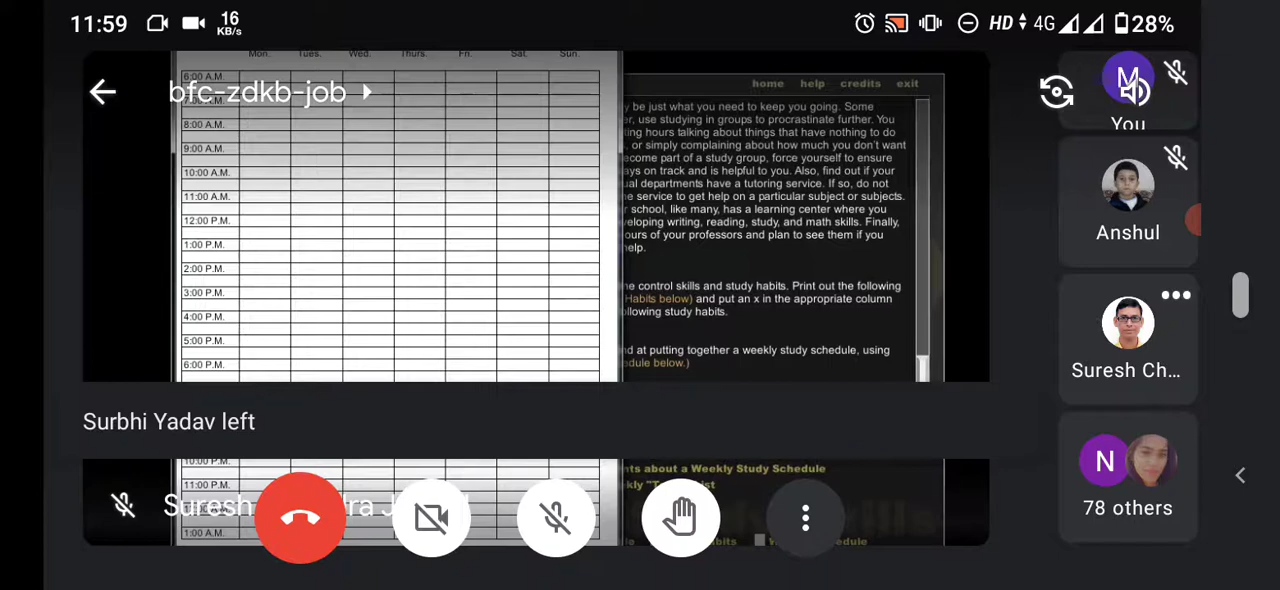 11:59
16
KB/s
HD 4G 28%
Mon. Tues. Wed. Thurs. Fri. Sat. Sun.
6:00 A.M.
bfc-zdkb-job
8:00 A.M.
9:00 A.M.
10:00 A.M.
11:00 A.M.
12:00 P.M.
1:00 P.M.
2:00 P.M.
3:00 P.M.
4:00 P.M.
5:00 P.M.
6:00 P.M.
10:00 P.M.
11:00 P.M.
1:00 A.M.
home help credits exit
y be just what you need to keep you going. Some
er, use studying in groups to procrastinate further. You
ting hours talking about things that have nothing to do
, or simply complaining about how much you don't want
ecome part of a study group, force yourself to ensure
ays on track and is helpful to you. Also, find out if your
ual departments have a tutoring service. If so, do not
e service to get help on a particular subject or subjects.
r school, like many, has a learning center where you
veloping writing, reading, study, and math skills. Finally,
ours of your professors and plan to see them if you
help.
me control skills and study habits. Print out the following
Habits below) and put an x in the appropriate column
ollowing study habits.
nd at putting together a weekly study schedule, using
edule below.)
nts about a Weekly Study Schedule
Surbhi Yadav left
Suresh
M
You
Anshul
Suresh Ch...
N
78 others